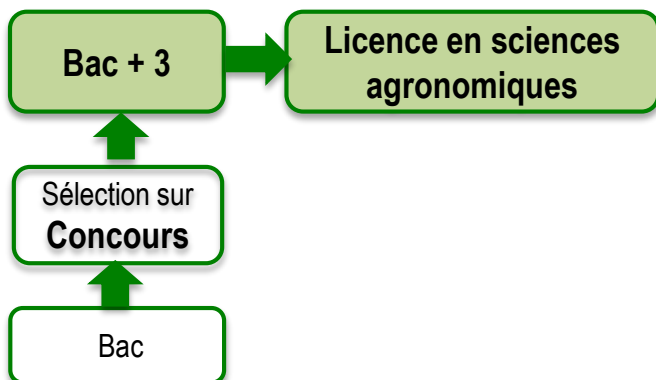 Bac + 3
Licence en sciences
agronomiques
Sélection sur
Concours
Bac